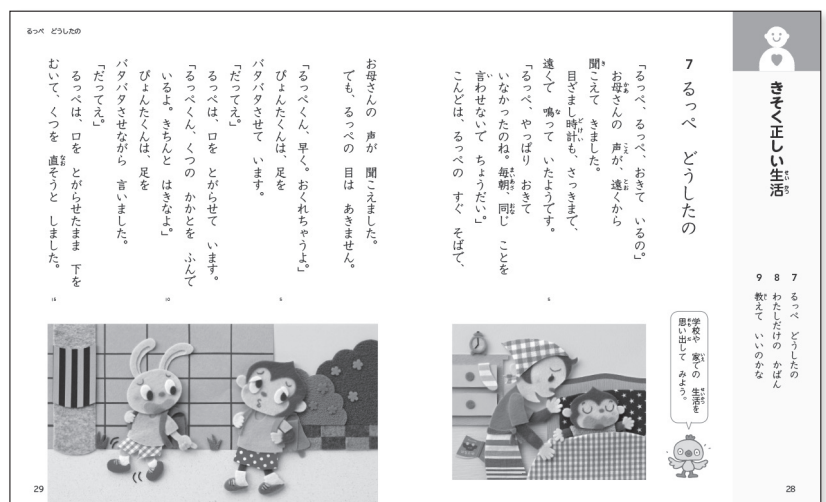 きそく正しい生活
7 るっぺ どうしたの
8 わたしだけの かばん
9 教えて いいのかな
28
学校や 家での 生活を
思い出して みよう。
7 るっぺ どうしたの
「るっぺ、るっぺ、おきて いるの。」
お母さんの 声が、遠くから
聞こえて きました。
目ざまし時計も、さっきまで、
遠くで 鳴って いたようです。
「るっぺ、やっぱり おきて
いなかったのね。毎朝、同じ ことを
言わせないで ちょうだい。」
こんどは、るっぺの すぐ そばで、
5
るっぺ どうしたの
お母さんの 声が 聞こえました。
でも、るっぺの 目は あきません。
「るっぺくん、早く。おくれちゃうよ。」
ぴょんたくんは、足を
バタバタさせて います。
「だってえ。」
るっぺは、口を とがらせて います。
「るっぺくん、くつの かかとを ふんで
いるよ。きちんと はきなよ。」
ぴょんたくんは、足を
バタバタさせながら 言いました。
「だってえ。」
るっぺは、口を とがらせたまま 下を
むいて、くつを 直そうと しました。
5
10
15
29